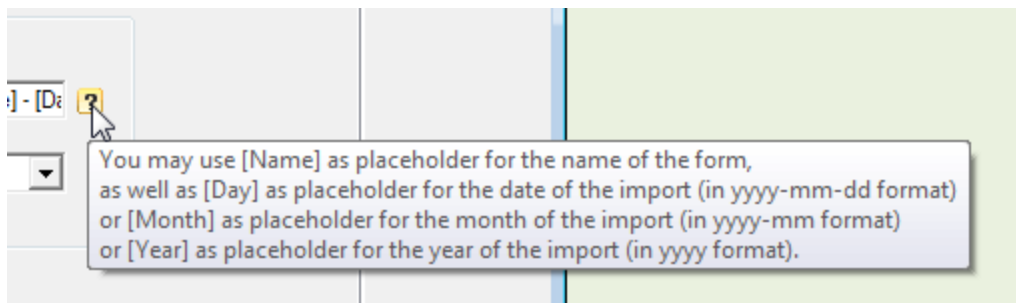 ] - [Da
?
You may use [Name] as placeholder for the name of the form,
as well as [Day] as placeholder for the date of the import (in yyyy-mm-dd format)
or [Month] as placeholder for the month of the import (in yyyy-mm format)
or [Year] as placeholder for the year of the import (in yyyy format).